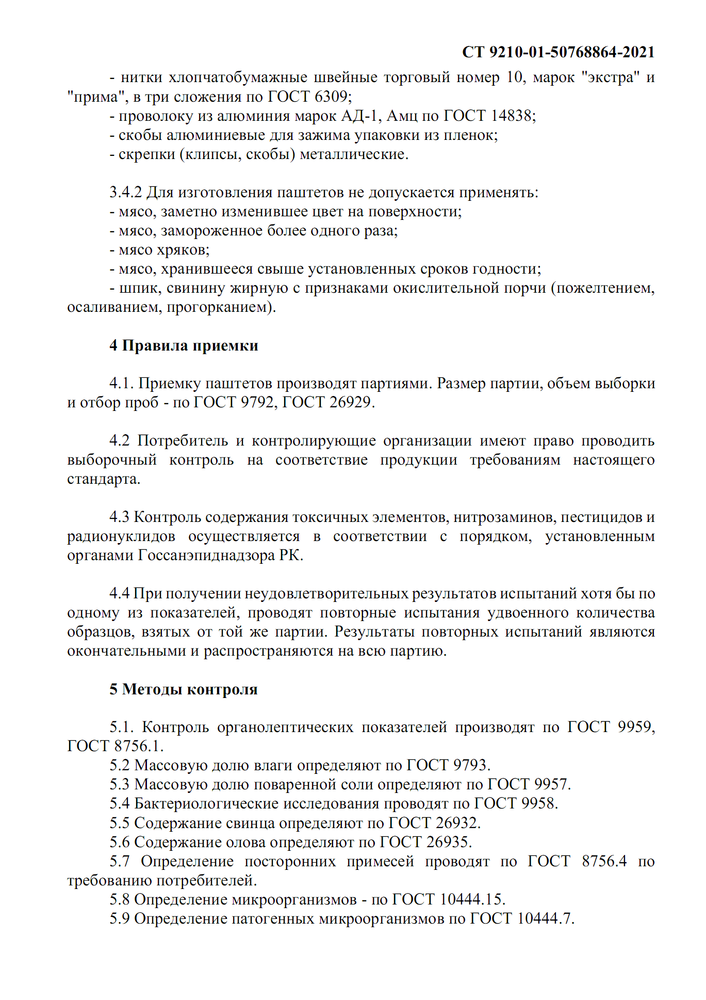 СТ 9210-01-50768864-2021
- нитки хлопчатобумажные швейные торговый номер 10, марок "экстра" и
"прима", в три сложения по ГОСТ 6309;
- проволоку из алюминия марок АД-1, Амц по ГОСТ 14838;
- скобы алюминиевые для зажима упаковки из пленок;
- скрепки (клипсы, скобы) металлические.
3.4.2 Для изготовления паштетов не допускается применять:
- мясо, заметно изменившее цвет на поверхности;
- мясо, замороженное более одного раза;
- мясо хряков;
- мясо, хранившееся свыше установленных сроков годности;
- шпик, свинину жирную с признаками окислительной порчи (пожелтением,
осаливанием, прогорканием).
4 Правила приемки
4.1. Приемку паштетов производят партиями. Размер партии, объем выборки
и отбор проб - по ГОСТ 9792, ГОСТ 26929.
4.2 Потребитель и контролирующие организации имеют право проводить
выборочный контроль на соответствие продукции требованиям настоящего
стандарта.
4.3 Контроль содержания токсичных элементов, нитрозаминов, пестицидов и
радионуклидов осуществляется в соответствии с порядком, установленным
органами Госсанэпиднадзора РК.
4.4 При получении неудовлетворительных результатов испытаний хотя бы по
одному из показателей, проводят повторные испытания удвоенного количества
образцов, взятых от той же партии. Результаты повторных испытаний являются
окончательными и распространяются на всю партию.
5 Методы контроля
5.1. Контроль органолептических показателей производят по ГОСТ 9959,
ГОСТ 8756.1.
5.2 Массовую долю влаги определяют по ГОСТ 9793.
5.3 Массовую долю поваренной соли определяют по ГОСТ 9957.
5.4 Бактериологические исследования проводят по ГОСТ 9958.
5.5 Содержание свинца определяют по ГОСТ 26932.
5.6 Содержание олова определяют по ГОСТ 26935.
5.7 Определение посторонних примесей проводят по ГОСТ 8756.4 по
требованию потребителей.
5.8 Определение микроорганизмов - по ГОСТ 10444.15.
5.9 Определение патогенных микроорганизмов по ГОСТ 10444.7.